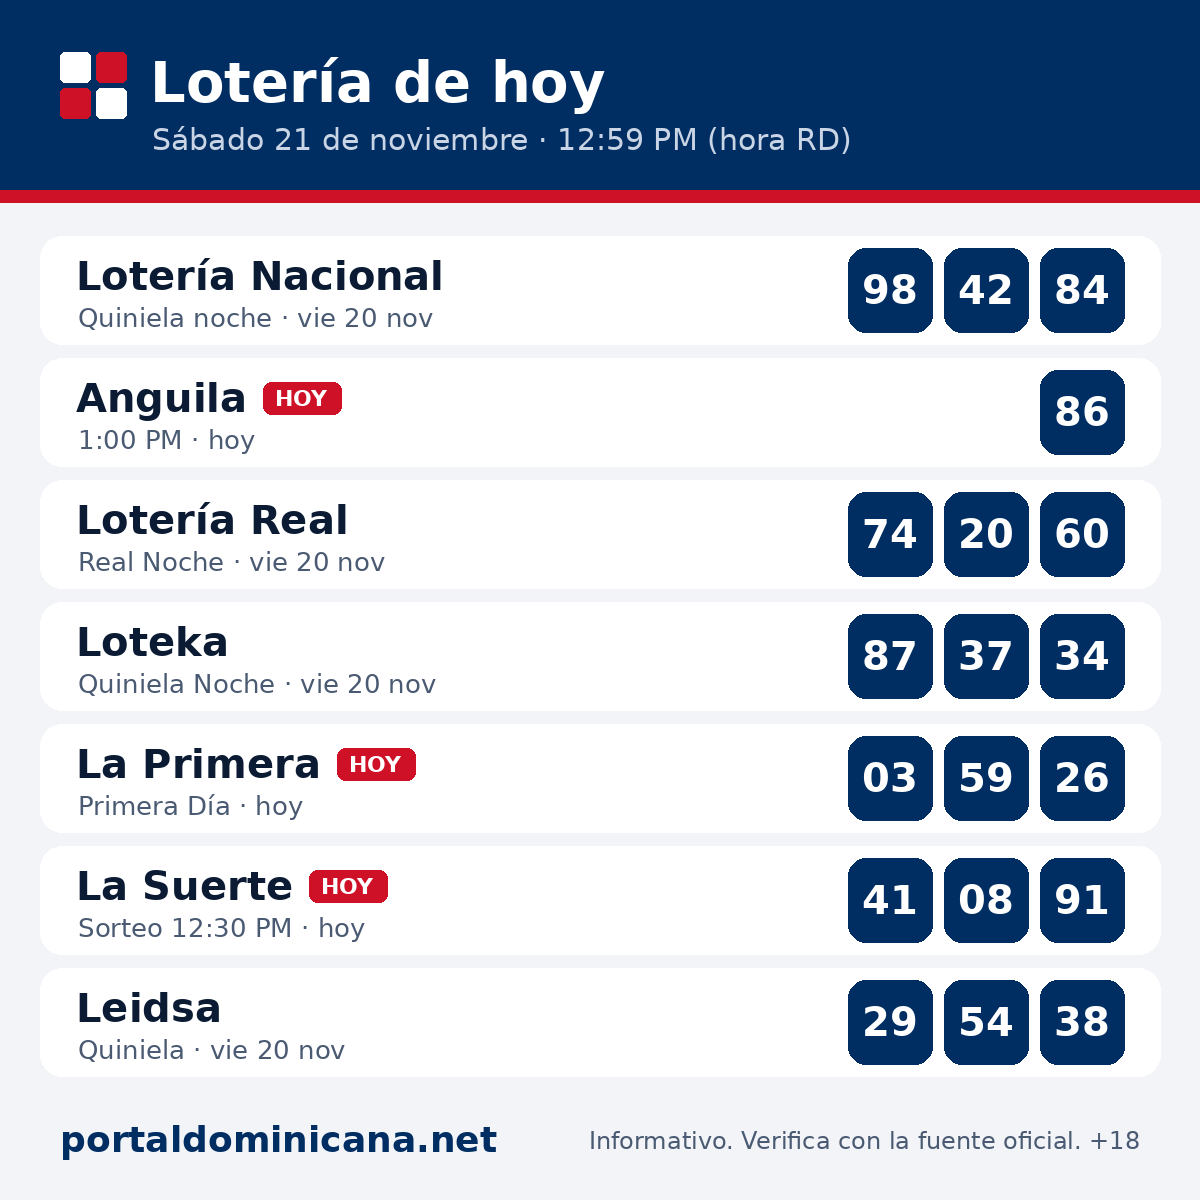 Lotería de hoy
Sábado 21 de noviembre · 12:59 PM (hora RD)
Lotería Nacional
Quiniela noche · vie 20 nov
98 42 84
Anguila HOY
1:00 PM · hoy
86
Lotería Real
Real Noche · vie 20 nov
74 20 60
Loteka
Quiniela Noche · vie 20 nov
87 37 34
La Primera HOY
Primera Día · hoy
03 59 26
La Suerte HOY
Sorteo 12:30 PM · hoy
41 08 91
Leidsa
Quiniela · vie 20 nov
29 54 38
portaldominicana.net
Informativo. Verifica con la fuente oficial. +18